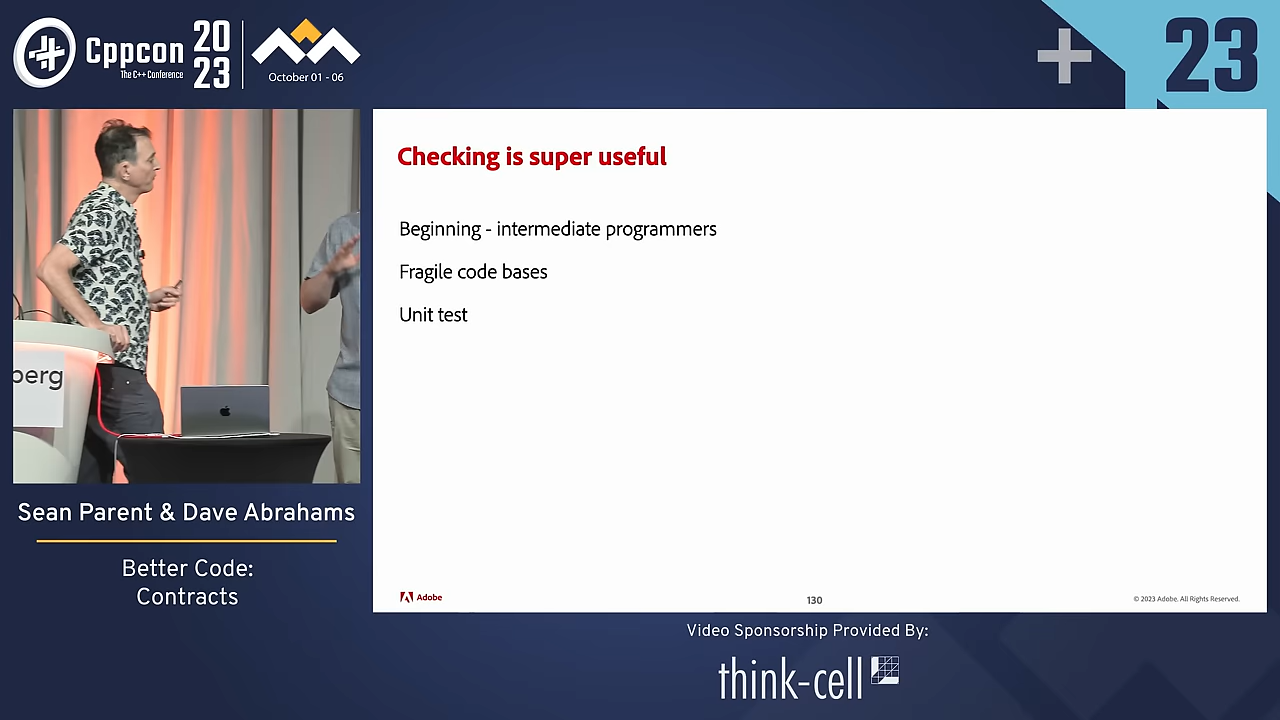 Cppcon
The C++ Conference
20
23
October 01 - 06
23
Checking is super useful
Beginning - intermediate programmers
Fragile code bases
Unit test
berg
Sean Parent & Dave Abrahams
Better Code:
Contracts
Adobe
130
© 2023 Adobe. All Rights Reserved.
Video Sponsorship Provided By:
think-cell